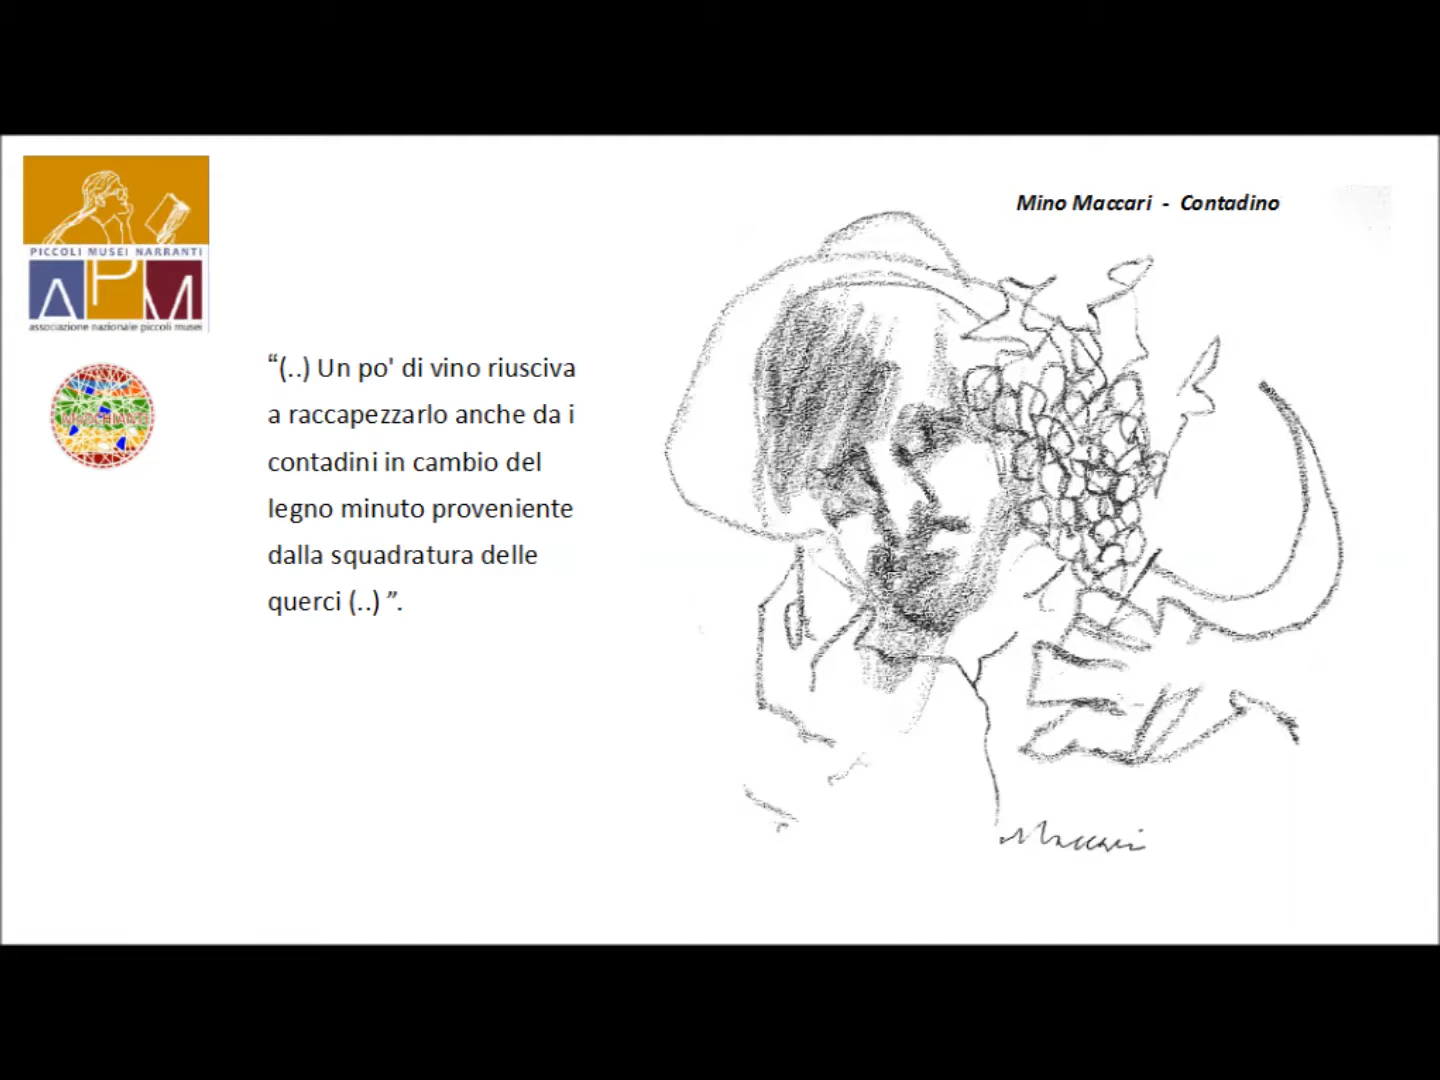 PICCOLI MUSEI NARRANTI
APM
associazione nazionale piccoli musei
Mino Maccari - Contadino
“(..) Un po' di vino riusciva
a raccapezzarlo anche da i
contadini in cambio del
legno minuto proveniente
dalla squadratura delle
querci (..) ”.
Maccari